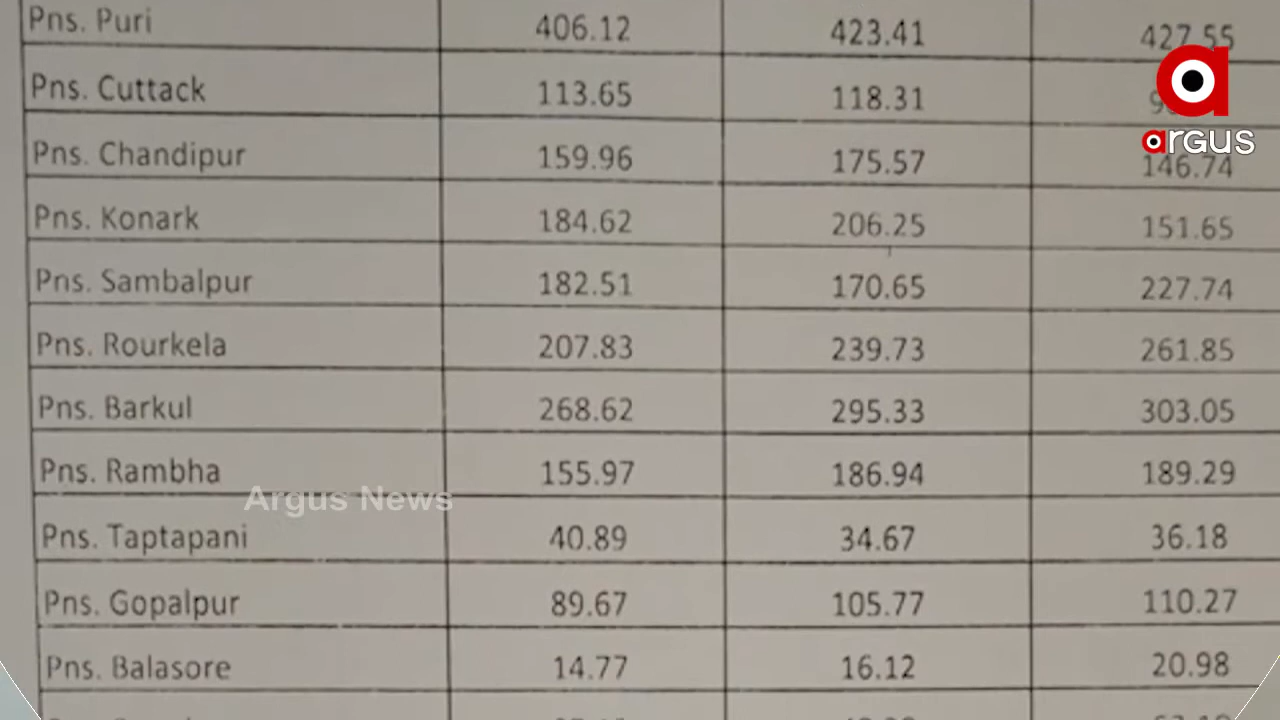 Pns. Puri 406.12 423.41 427.55
Pns. Cuttack 113.65 118.31
argus
Pns. Chandipur 159.96 175.57 146.74
Pns. Konark 184.62 206.25 151.65
Pns. Sambalpur 182.51 170.65 227.74
Pns. Rourkela 207.83 239.73 261.85
Pns. Barkul 268.62 295.33 303.05
Pns. Rambha 155.97 186.94 189.29
Argus News
Pns. Taptapani 40.89 34.67 36.18
Pns. Gopalpur 89.67 105.77 110.27
Pns. Balasore 14.77 16.12 20.98